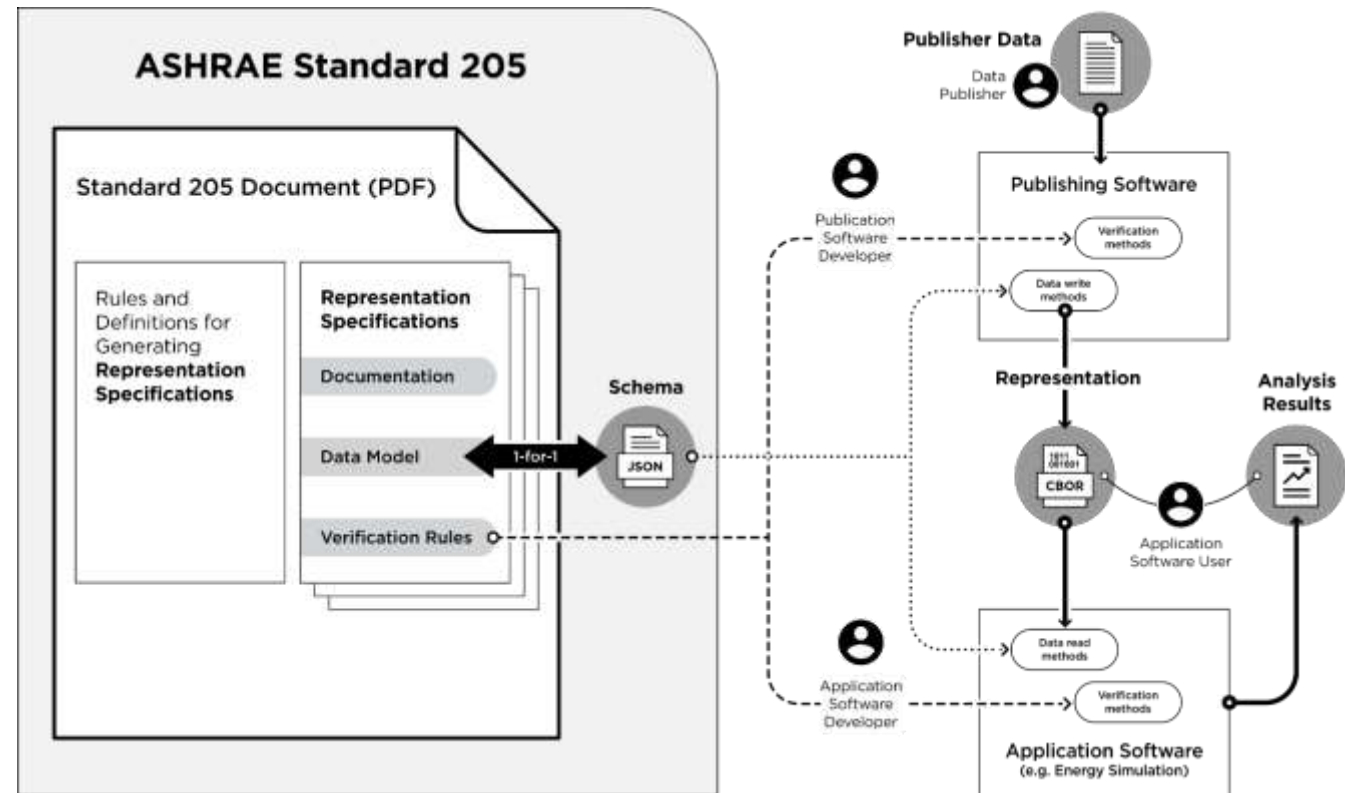 ASHRAE Standard 205
Standard 205 Document (PDF)
Rules and
Definitions for
Generating
Representation
Specifications
Representation
Specifications
Documentation
Data Model
Verification Rules
1-for-1
Schema
JSON
Publisher Data
Data
Publisher
Publishing Software
Verification
methods
Data write
methods
Publication
Software
Developer
Representation
1011
001001
CBOR
Analysis
Results
Application
Software User
Application
Software
Developer
Data read
methods
Verification
methods
Application Software
(e.g. Energy Simulation)